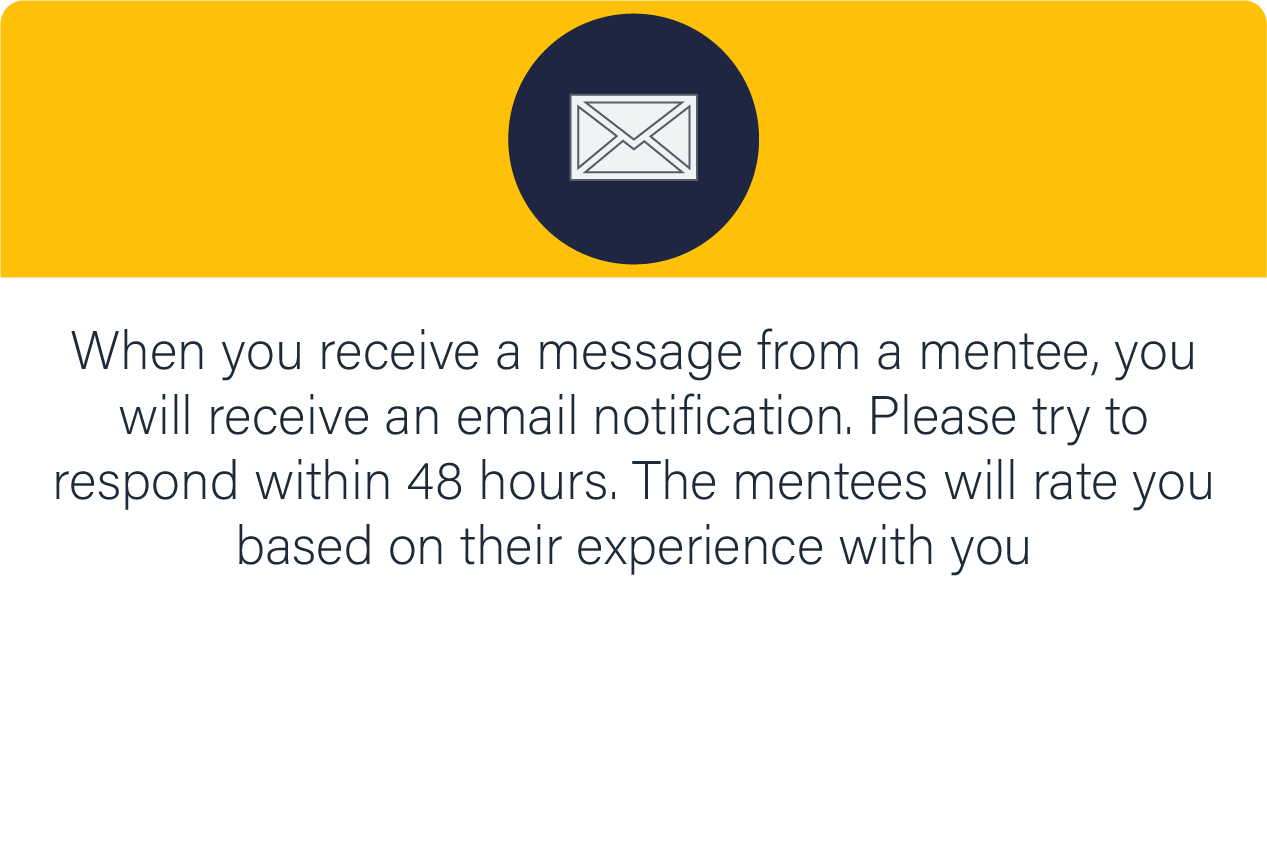 When you receive a message from a mentee, you
will receive an email notification. Please try to
respond within 48 hours. The mentees will rate you
based on their experience with you